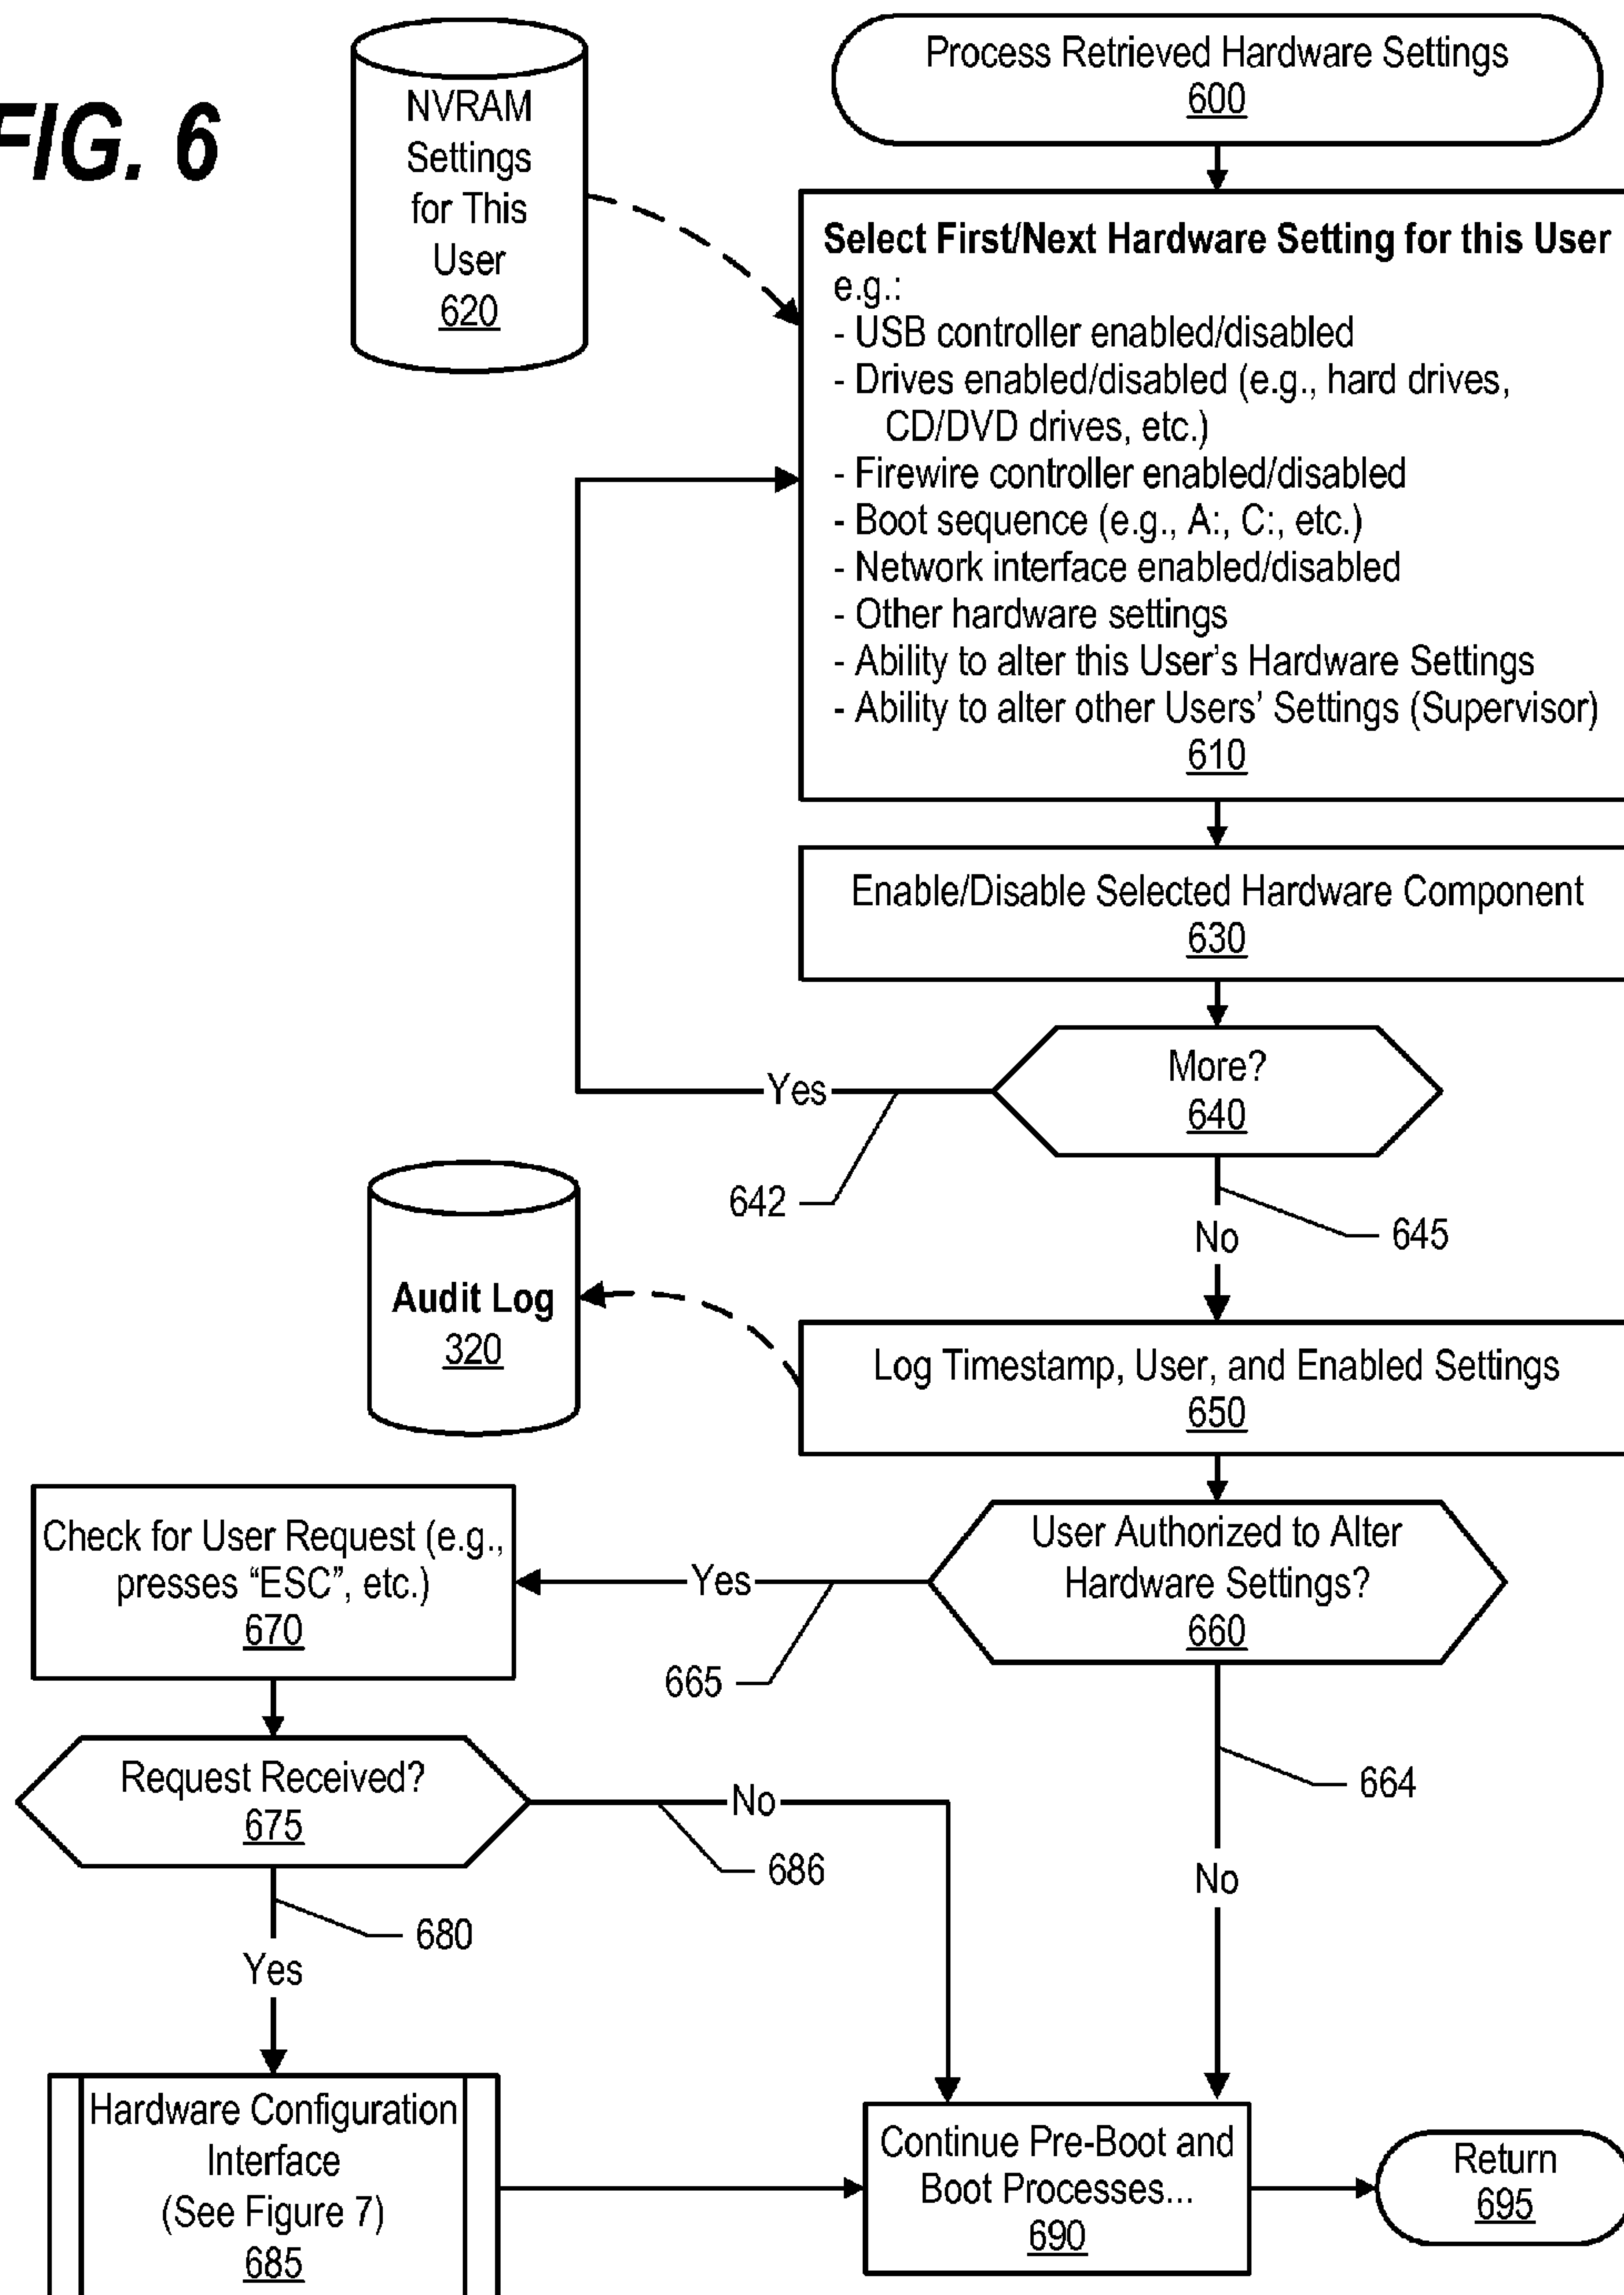 FIG. 6
NVRAM
Settings
for This
User
620
Process Retrieved Hardware Settings
600
Select First/Next Hardware Setting for this User
e.g.:
- USB controller enabled/disabled
- Drives enabled/disabled (e.g., hard drives,
CD/DVD drives, etc.)
- Firewire controller enabled/disabled
- Boot sequence (e.g., A:, C:, etc.)
- Network interface enabled/disabled
- Other hardware settings
- Ability to alter this User's Hardware Settings
- Ability to alter other Users' Settings (Supervisor)
610
Enable/Disable Selected Hardware Component
630
More?
640
Yes
642
No
645
Audit Log
320
Log Timestamp, User, and Enabled Settings
650
User Authorized to Alter
Hardware Settings?
660
Yes
665
Check for User Request (e.g.,
presses “ESC”, etc.)
670
664
No
Request Received?
675
No
686
680
Yes
Hardware Configuration
Interface
(See Figure 7)
685
Continue Pre-Boot and
Boot Processes...
690
Return
695